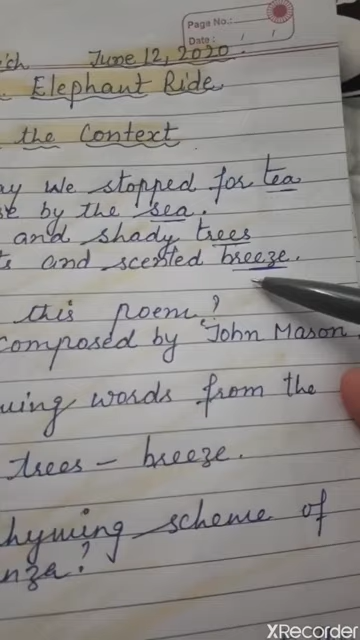 Page No.:
Date: / /
June 12, 2020.
Elephant Ride
the Context
we stopped for tea
by the sea.
and shady trees
and scented breeze.
this poem?
composed by John Mason
words from the
trees – breeze.
scheme of
XRecorder